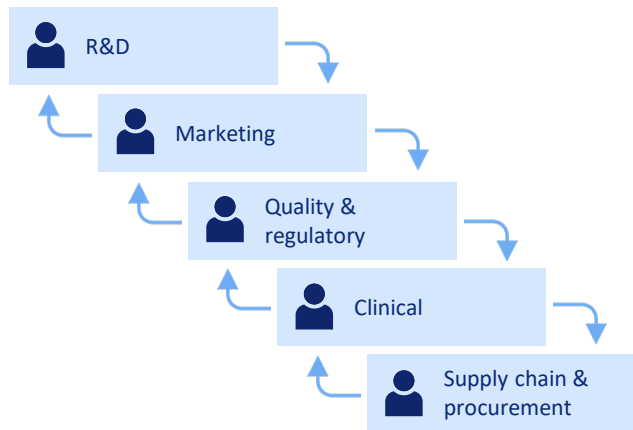 R&D
Marketing
Quality &
regulatory
Clinical
Supply chain &
procurement